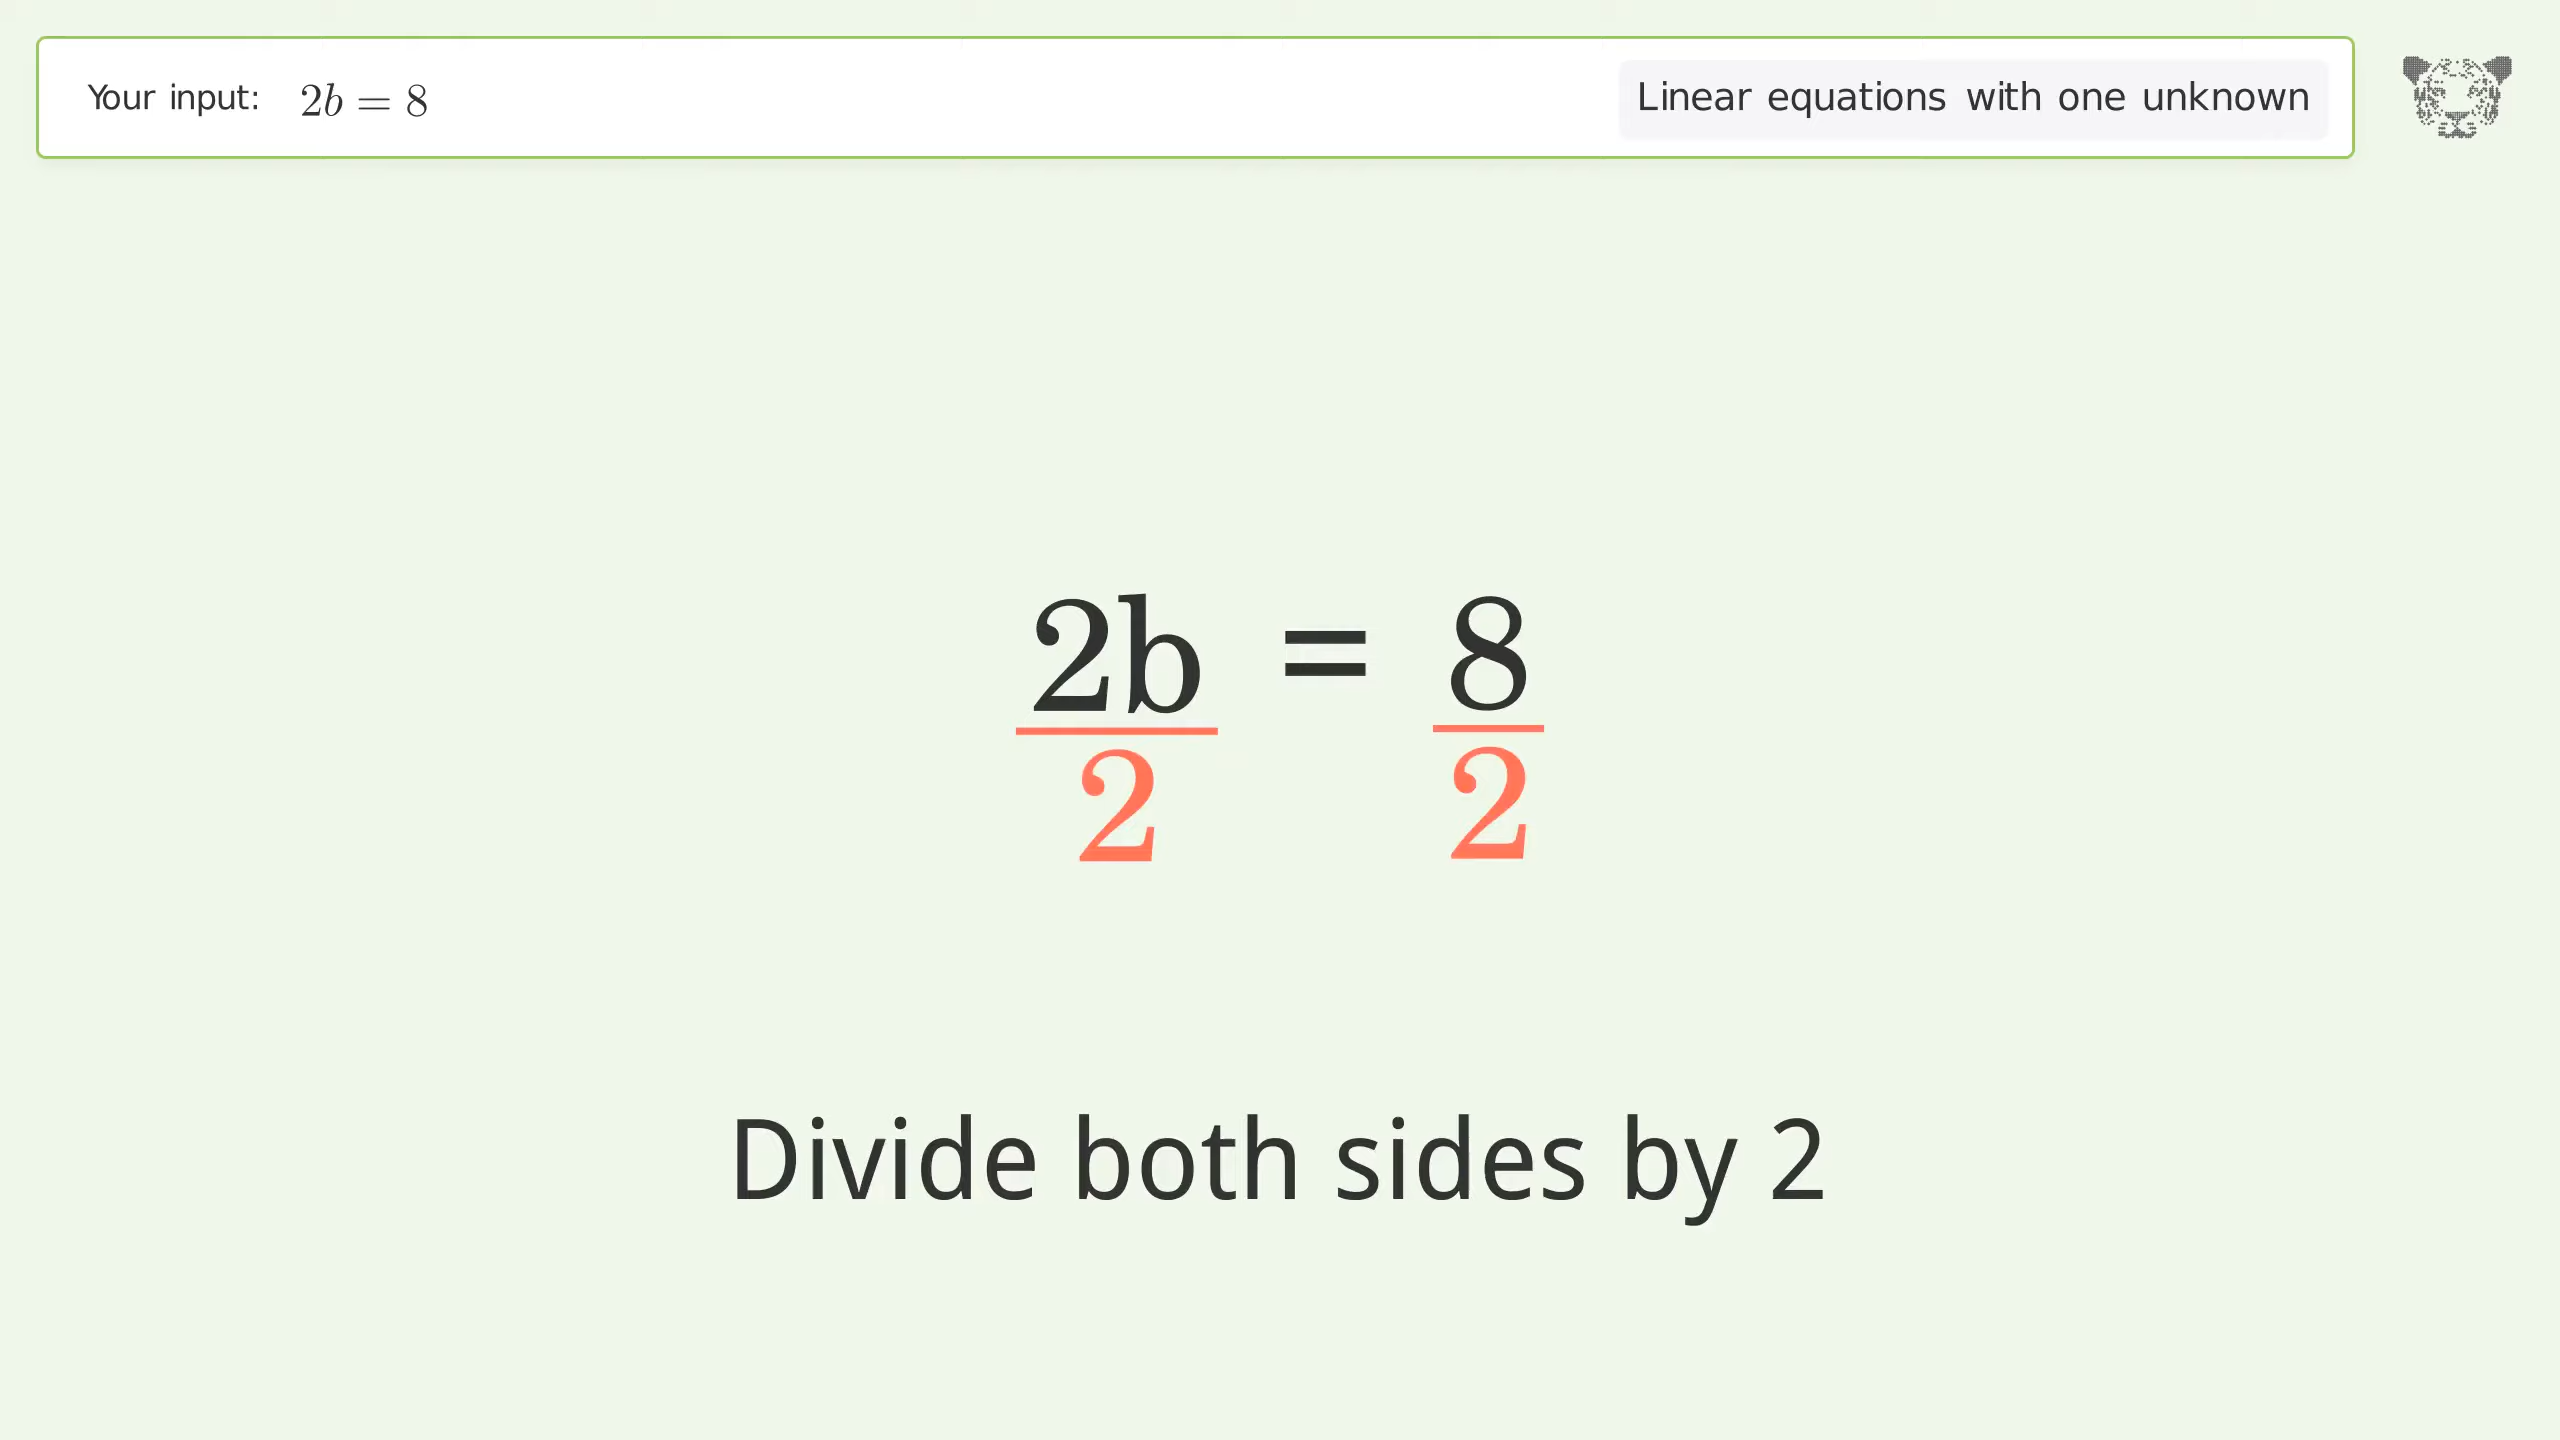 Your input: 2b = 8
Linear equations with one unknown
2b = 8
2 2
Divide both sides by 2